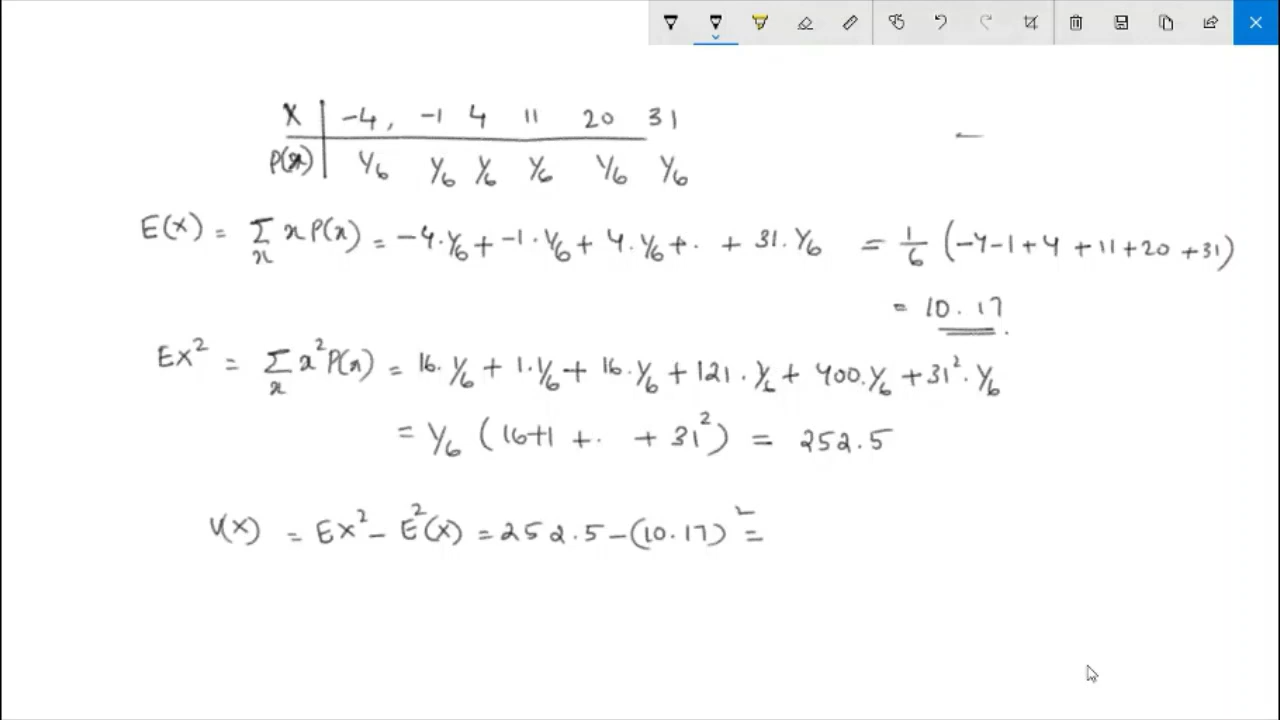 X | -4, -1 4 11 20 31
P(x) | 1/6 1/6 1/6 1/6 1/6 1/6
E(X) = Σ_x x P(x) = -4.1/6 + -1.1/6 + 4.1/6 + . + 31.1/6 = 1/6 (-4-1+4+11+20+31)
= 10.17
EX² = Σ_x x² P(x) = 16.1/6 + 1.1/6 + 16.1/6 + 121.1/6 + 400.1/6 + 31².1/6
= 1/6 (16+1 + . + 31²) = 252.5
V(X) = EX² - E²(X) = 252.5 - (10.17)² =